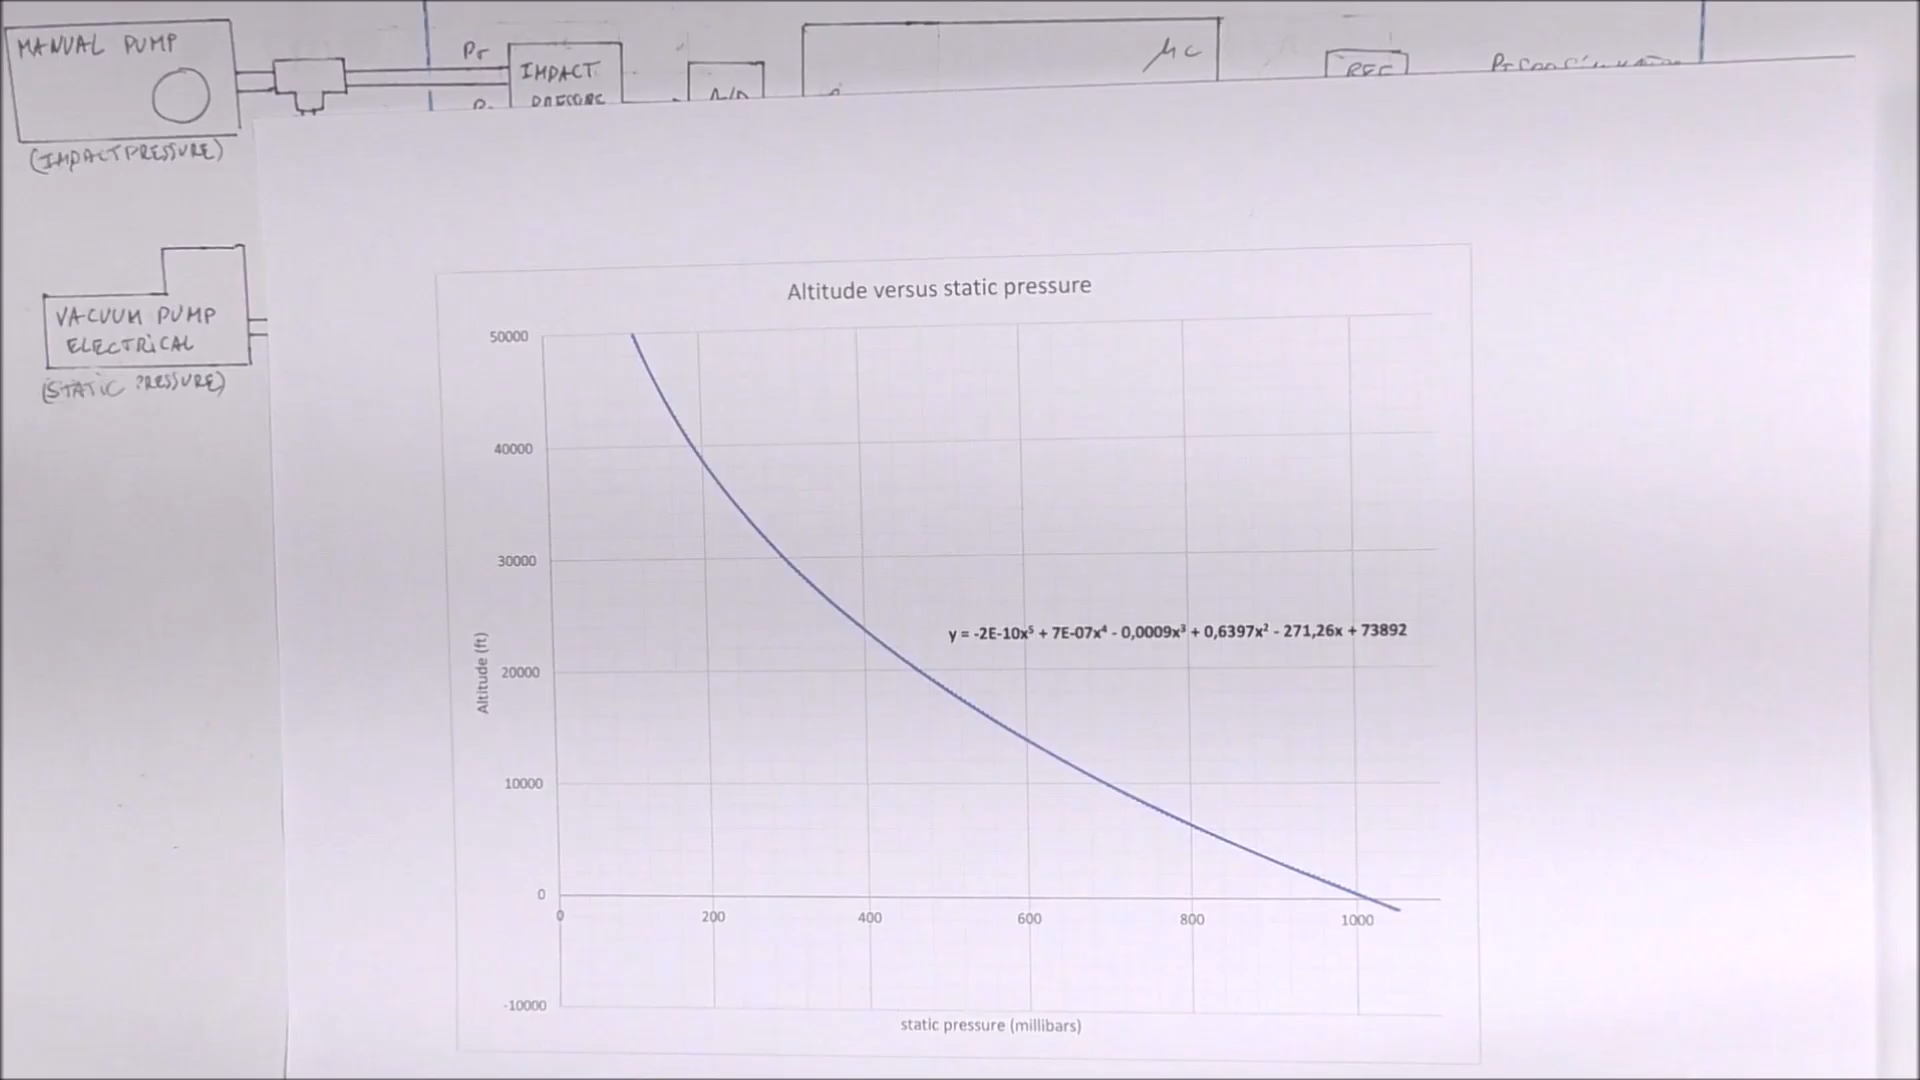 MANUAL PUMP
(IMPACT PRESSURE)
PT
IMPACT
µC
REF
VACUUM PUMP
ELECTRICAL
(STATIC PRESSURE)
Altitude versus static pressure
50000
40000
30000
20000
10000
0
-10000
Altitude (ft)
y = -2E-10x⁵ + 7E-07x⁴ - 0,0009x³ + 0,6397x² - 271,26x + 73892
0 200 400 600 800 1000
static pressure (millibars)